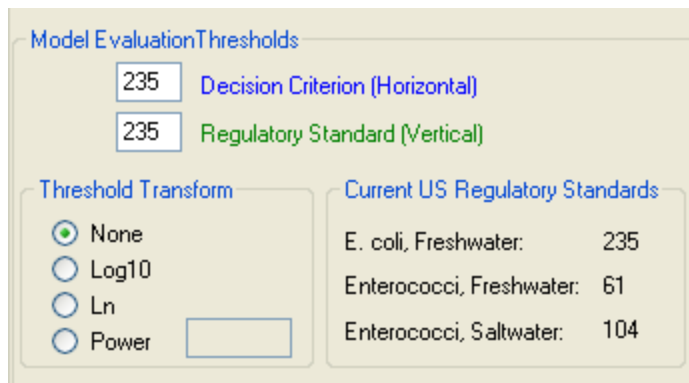 Model EvaluationThresholds
235 Decision Criterion (Horizontal)
235 Regulatory Standard (Vertical)
Threshold Transform
None
Log10
Ln
Power
Current US Regulatory Standards
E. coli, Freshwater: 235
Enterococci, Freshwater: 61
Enterococci, Saltwater: 104